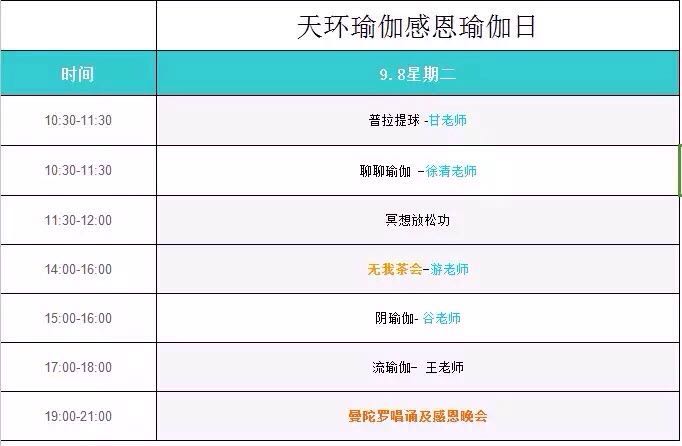 天环瑜伽感恩瑜伽日
时间 9.8星期二
10:30-11:30 普拉提球 -甘老师
10:30-11:30 聊聊瑜伽 -徐清老师
11:30-12:00 冥想放松功
14:00-16:00 无我茶会-游老师
15:00-16:00 阴瑜伽- 谷老师
17:00-18:00 流瑜伽- 王老师
19:00-21:00 曼陀罗唱诵及感恩晚会